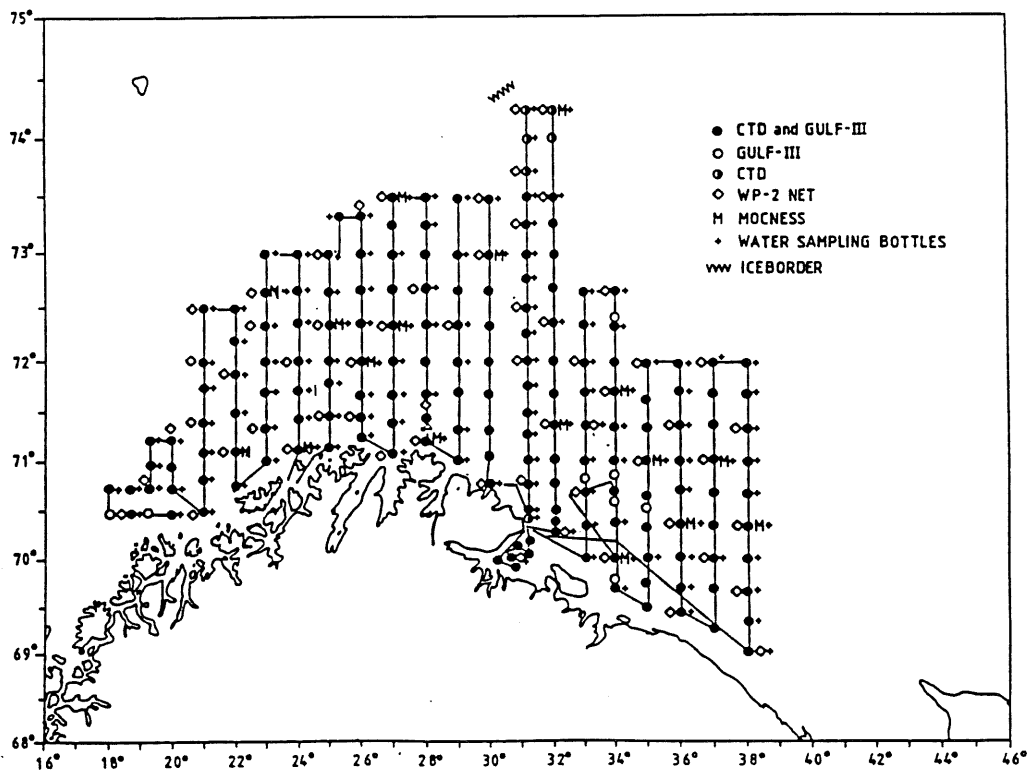 75°
74°
73°
72°
71°
70°
69°
68°
● CTD and GULF-III
○ GULF-III
◑ CTD
◇ WP-2 NET
M MOCNESS
+ WATER SAMPLING BOTTLES
ICEBORDER
16° 18° 20° 22° 24° 26° 28° 30° 32° 34° 36° 38° 40° 42° 44° 46°